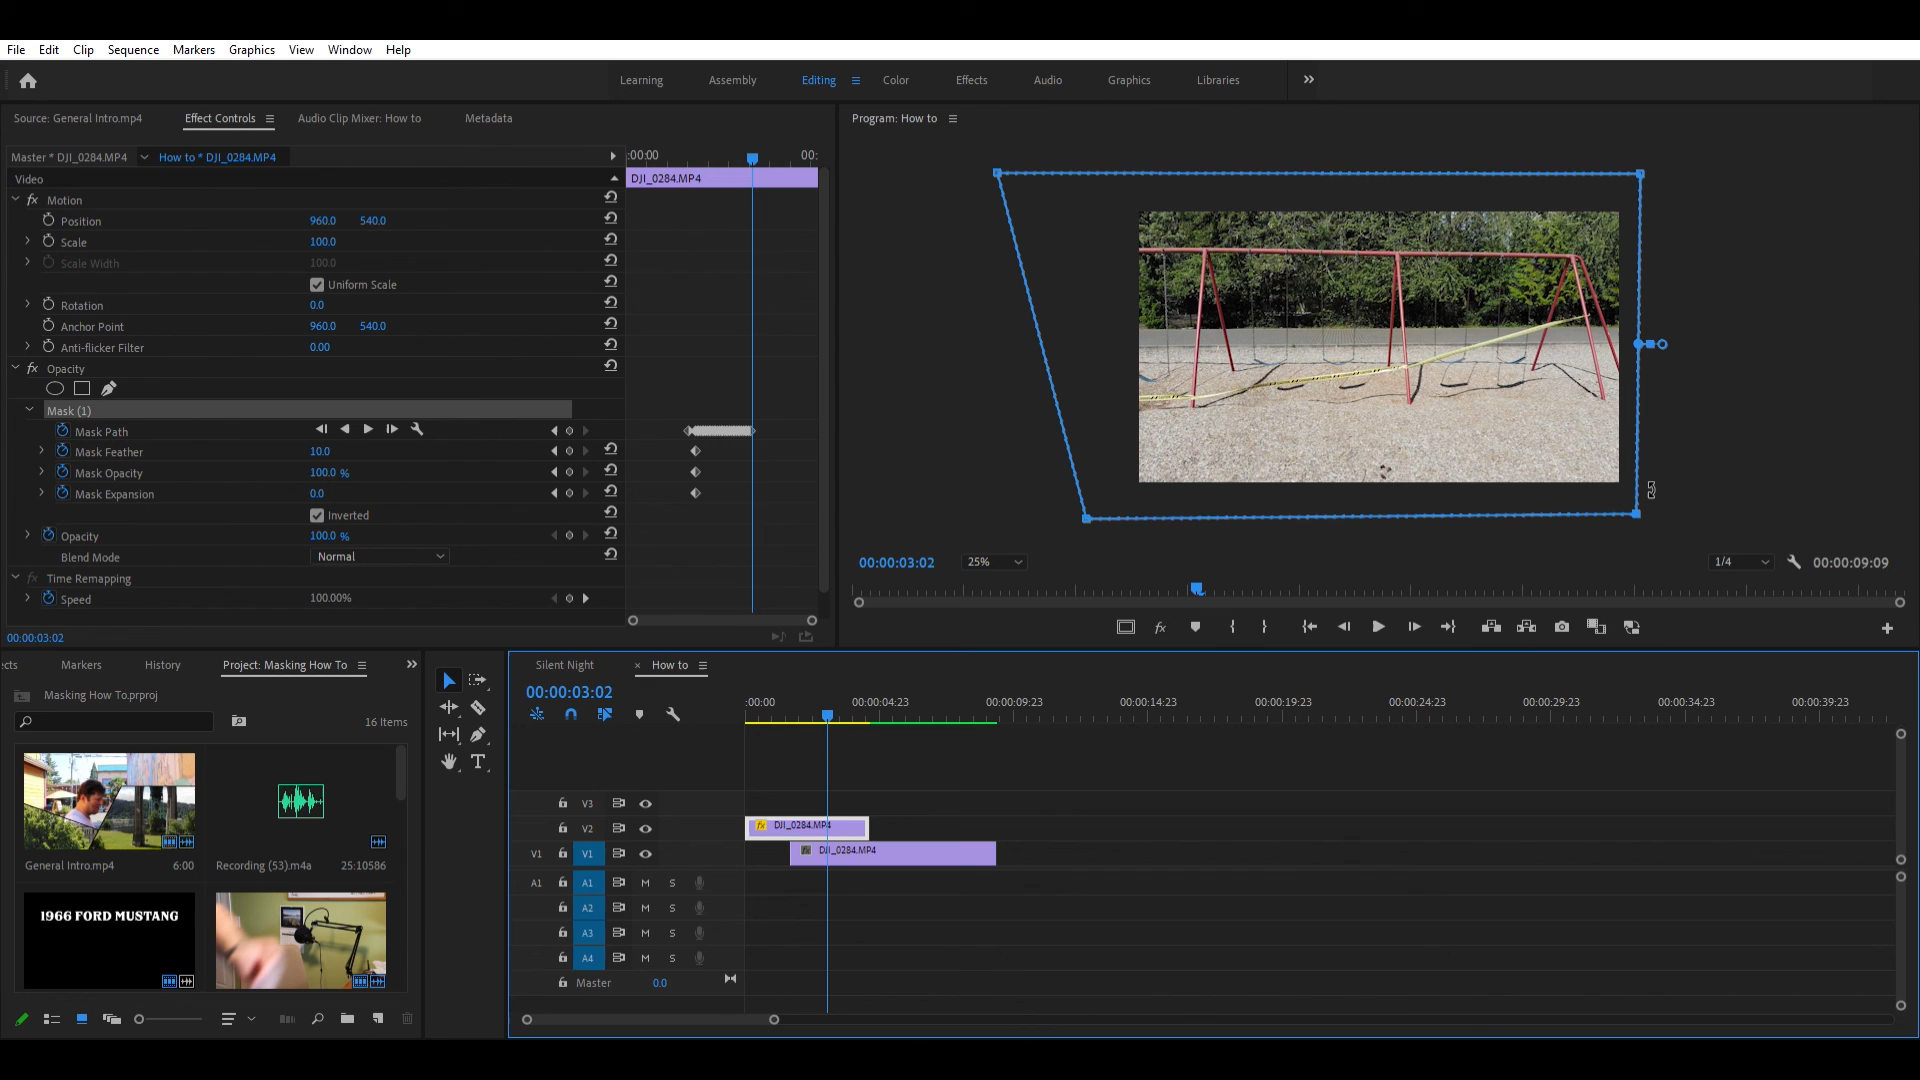 File Edit Clip Sequence Markers Graphics View Window Help
Learning Assembly Editing Color Effects Audio Graphics Libraries
Source: General Intro.mp4 Effect Controls Audio Clip Mixer: How to Metadata
Program: How to
Master * DJI_0284.MP4 How to * DJI_0284.MP4
:00:00 00:
Video
DJI_0284.MP4
fx Motion
Position 960.0 540.0
Scale 100.0
Scale Width 100.0
Uniform Scale
Rotation 0.0
Anchor Point 960.0 540.0
Anti-flicker Filter 0.00
fx Opacity
Mask (1)
Mask Path
Mask Feather 10.0
Mask Opacity 100.0 %
Mask Expansion 0.0
Inverted
Opacity 100.0 %
Blend Mode Normal
fx Time Remapping
Speed 100.00%
00:00:03:02
00:00:03:02 25% 1/4 00:00:09:09
fx
ects Markers History Project: Masking How To
Masking How To.prproj
16 Items
General Intro.mp4 6:00
Recording (53).m4a 25:10586
1966 FORD MUSTANG
T
Silent Night × How to
00:00:03:02
:00:00 00:00:04:23 00:00:09:23 00:00:14:23 00:00:19:23 00:00:24:23 00:00:29:23 00:00:34:23 00:00:39:23
V3
V2 fx DJI_0284.MP4
V1 V1 fx DJI_0284.MP4
A1 A1 M S
A2 M S
A3 M S
A4 M S
Master 0.0